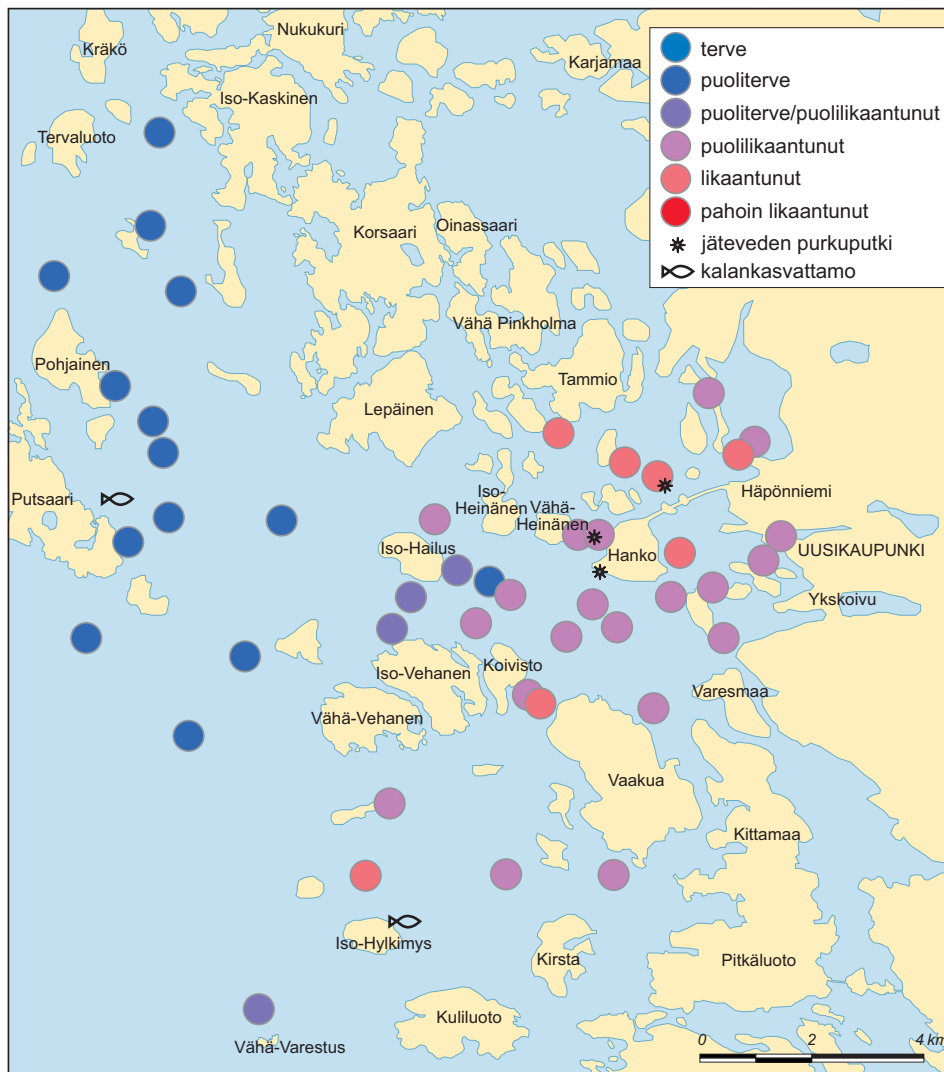 Nukukuri
Kräkö
Karjamaa
Iso-Kaskinen
Tervaluoto
terve
puoliterve
puoliterve/puolilikaantunut
puolilikaantunut
likaantunut
pahoin likaantunut
jäteveden purkuputki
kalankasvattamo
Korsaari
Oinassaari
Vähä Pinkholma
Pohjainen
Tammio
Lepäinen
Putsaari
Iso-
Heinänen
Vähä-
Heinänen
Häpönniemi
Iso-Hailus
Hanko
UUSIKAUPUNKI
Ykskoivu
Iso-Vehanen
Koivisto
Varesmaa
Vähä-Vehanen
Vaakua
Kittamaa
Iso-Hylkimys
Kirsta
Pitkäluoto
Kuliluoto
Vähä-Varestus
0 2 4 km